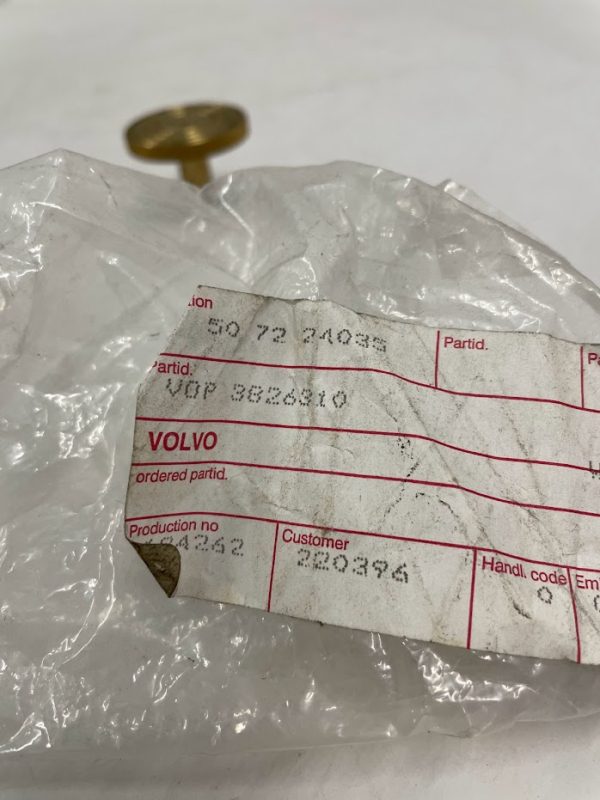 50 72 24035
Partid.
Partid.
VOP 3826310
VOLVO
ordered partid.
Production no
Customer
220396
Handl. code
0